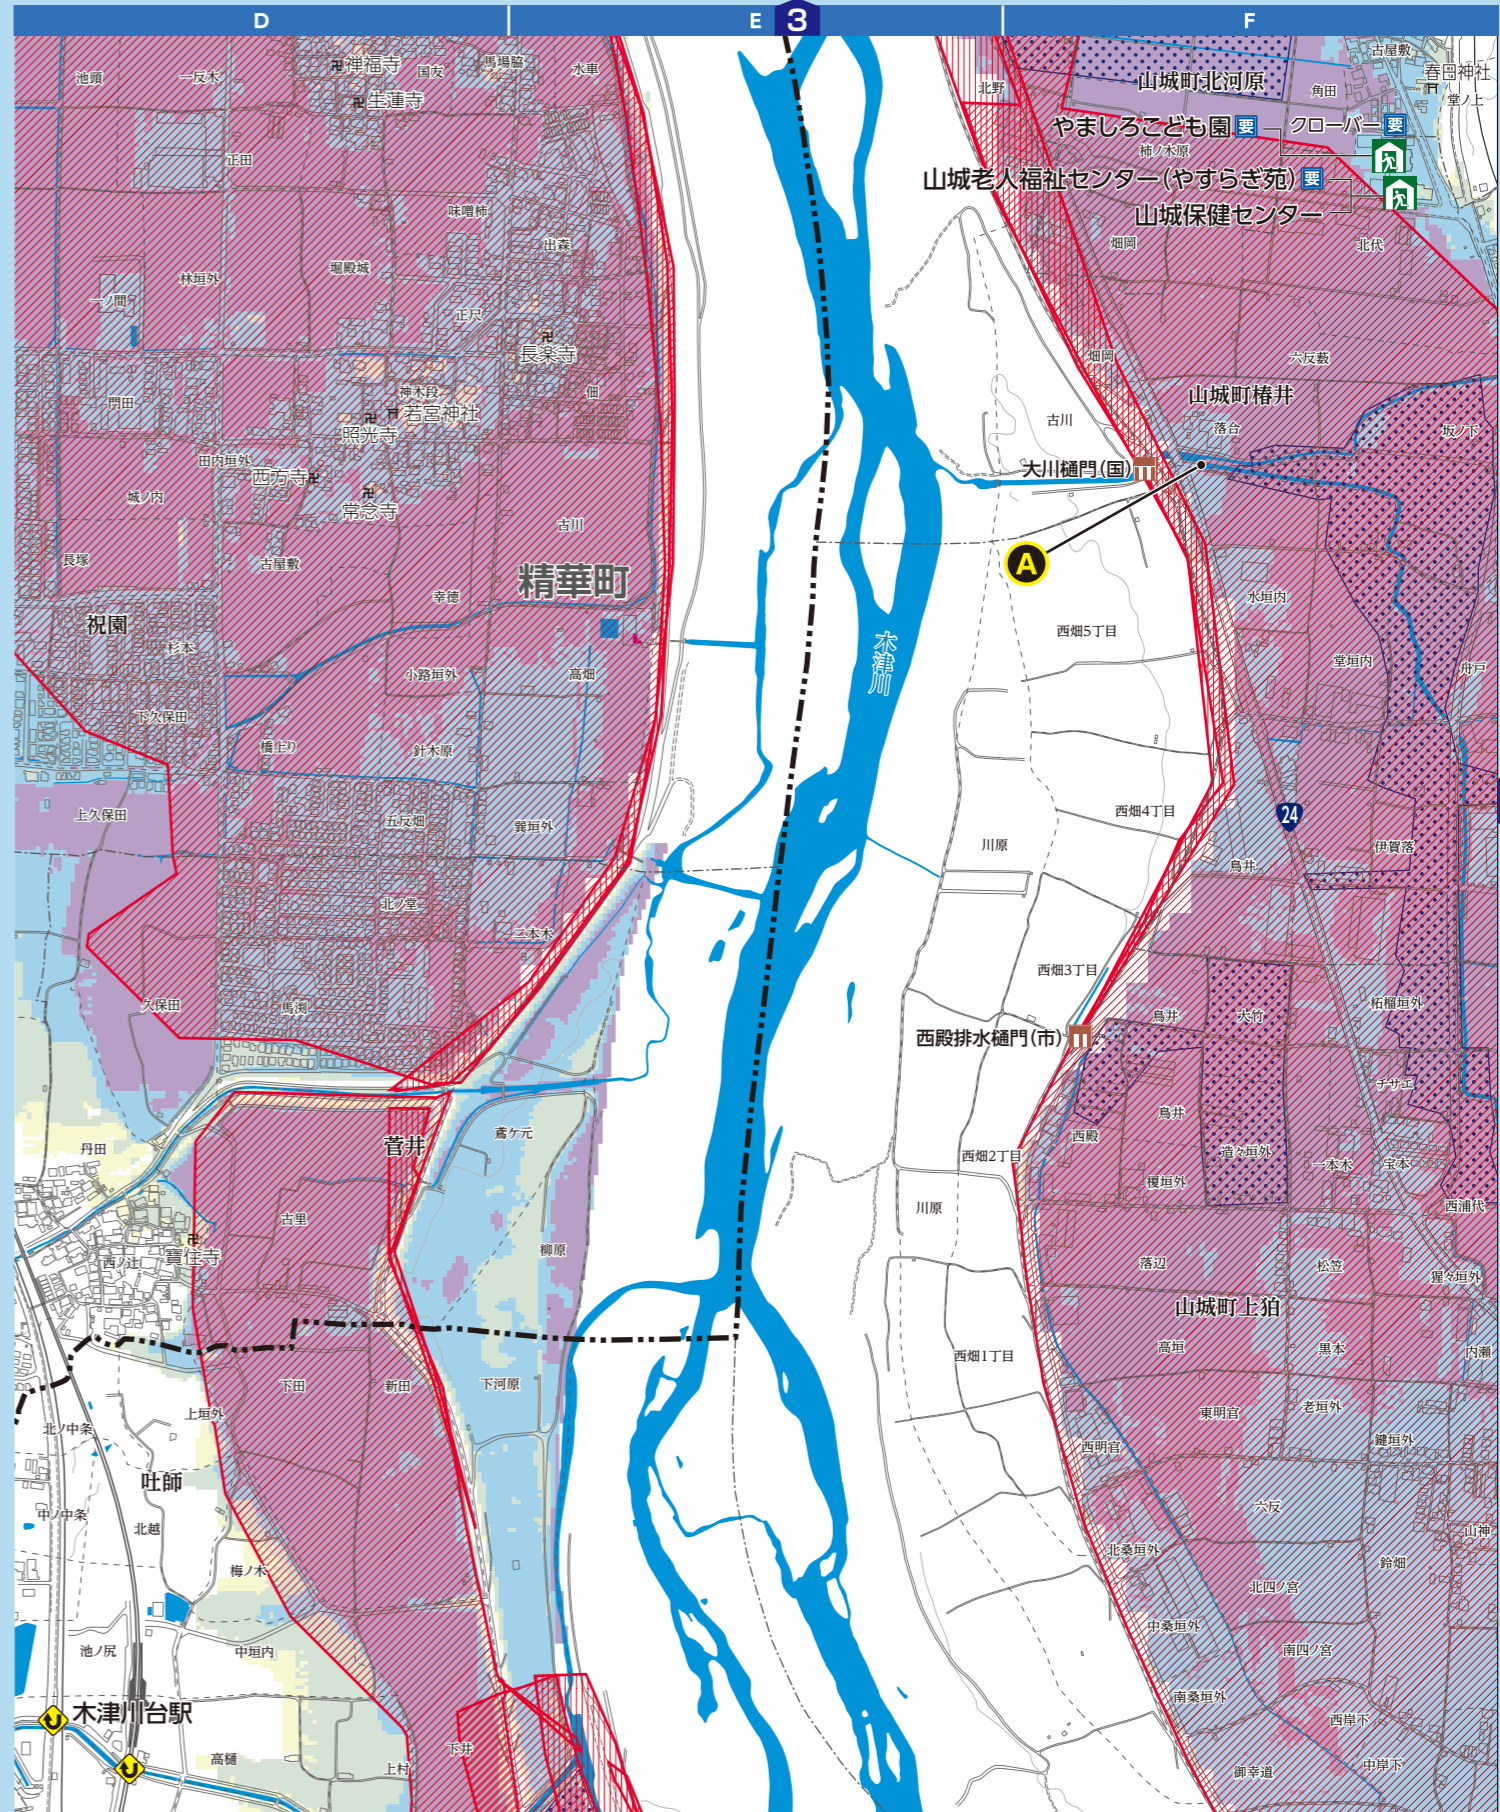 D
E
3
F
池頭
一反木
禅福寺
国友
馬場脇
水車
生蓮寺
正田
味噌柿
出森
林垣外
堀殿城
一ノ間
正尺
長楽寺
門田
神木段
若宮神社
佃
照光寺
田内垣外
西方寺
城ノ内
常念寺
古川
長塚
古屋敷
精華町
幸徳
祝園
杉本
小路垣外
高畑
下久保田
橋上り
針木原
上久保田
五反畑
巽垣外
北ノ堂
二本木
久保田
馬渕
丹田
菅井
鳶ケ元
古里
西ノ辻
寶住寺
柳原
下田
新田
下河原
上垣外
北ノ中条
吐師
中ノ中条
北越
梅ノ木
池ノ尻
中垣内
木津川台駅
高樋
上村
下井
木津川
北野
山城町北河原
古屋敷
春日神社
角田
堂ノ上
やましろこども園 要
クローバー 要
柿ノ木原
山城老人福祉センター(やすらぎ苑) 要
山城保健センター
畑岡
北代
畑岡
六反薮
山城町椿井
古川
落合
坂ノ下
大川樋門(国)
A
水垣内
西畑5丁目
堂垣内
舟戸
西畑4丁目
24
川原
鳥井
伊賀落
西畑3丁目
柘榴垣外
鳥井
大竹
西殿排水樋門(市)
チサエ
鳥井
西殿
西畑2丁目
造々垣外
一本木
宝本
榎垣外
川原
西浦代
落辺
松笠
猩々垣外
山城町上狛
高垣
黒本
内瀬
西畑1丁目
東明官
老垣外
西明官
鍵垣外
六反
山神
北桑垣外
鈴畑
北四ノ宮
中桑垣外
南四ノ宮
南桑垣外
西岸下
御幸道
中岸下